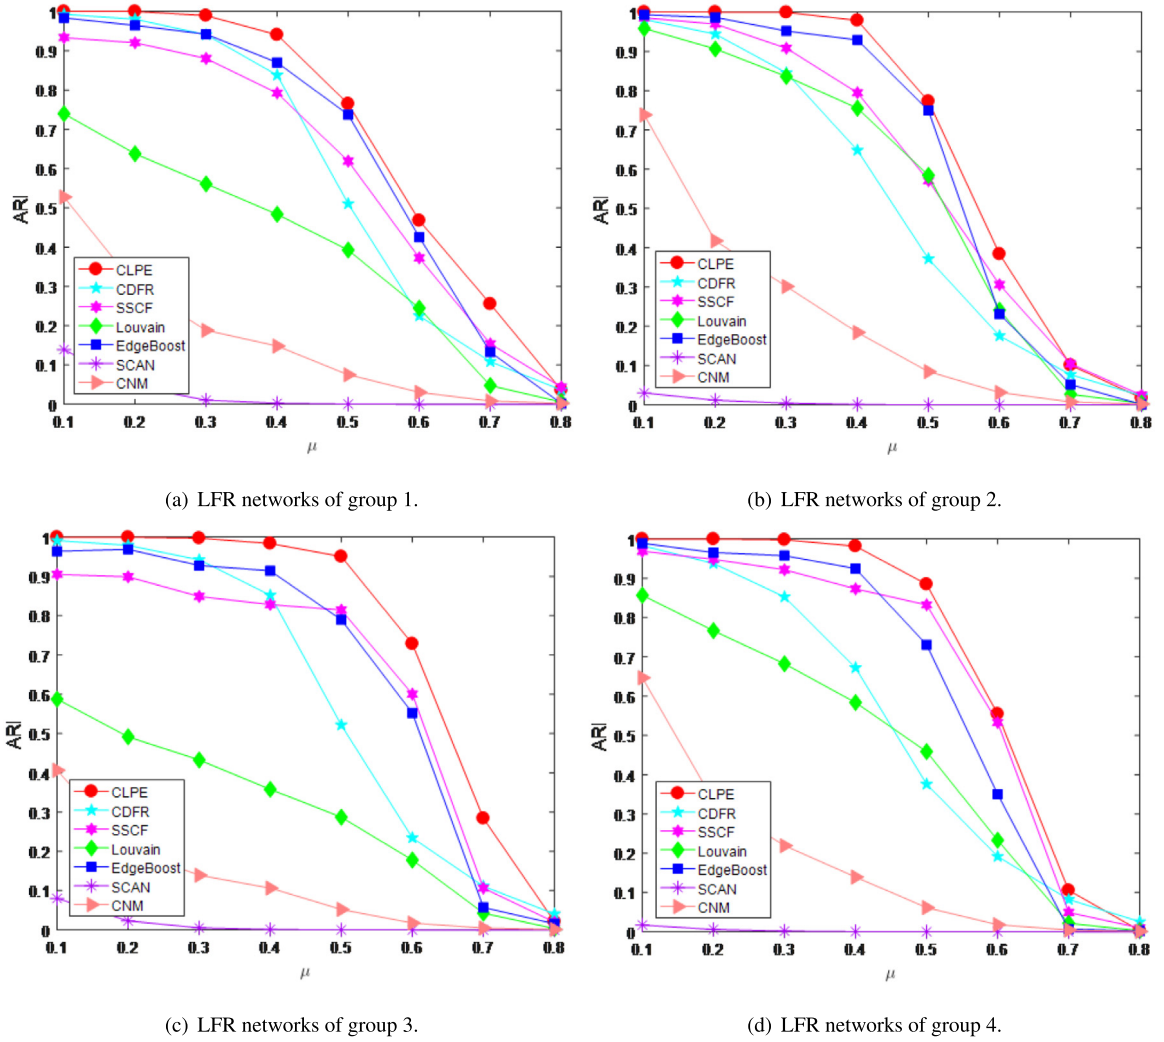 1
0.9
0.8
0.7
0.6
0.5
0.4
0.3
0.2
0.1
0
ARI
CLPE
CDFR
SSCF
Louvain
EdgeBoost
SCAN
CNM
0.1 0.2 0.3 0.4 0.5 0.6 0.7 0.8
μ
(a) LFR networks of group 1.
1
0.9
0.8
0.7
0.6
0.5
0.4
0.3
0.2
0.1
0
ARI
CLPE
CDFR
SSCF
Louvain
EdgeBoost
SCAN
CNM
0.1 0.2 0.3 0.4 0.5 0.6 0.7 0.8
μ
(b) LFR networks of group 2.
1
0.9
0.8
0.7
0.6
0.5
0.4
0.3
0.2
0.1
0
ARI
CLPE
CDFR
SSCF
Louvain
EdgeBoost
SCAN
CNM
0.1 0.2 0.3 0.4 0.5 0.6 0.7 0.8
μ
(c) LFR networks of group 3.
1
0.9
0.8
0.7
0.6
0.5
0.4
0.3
0.2
0.1
0
ARI
CLPE
CDFR
SSCF
Louvain
EdgeBoost
SCAN
CNM
0.1 0.2 0.3 0.4 0.5 0.6 0.7 0.8
μ
(d) LFR networks of group 4.